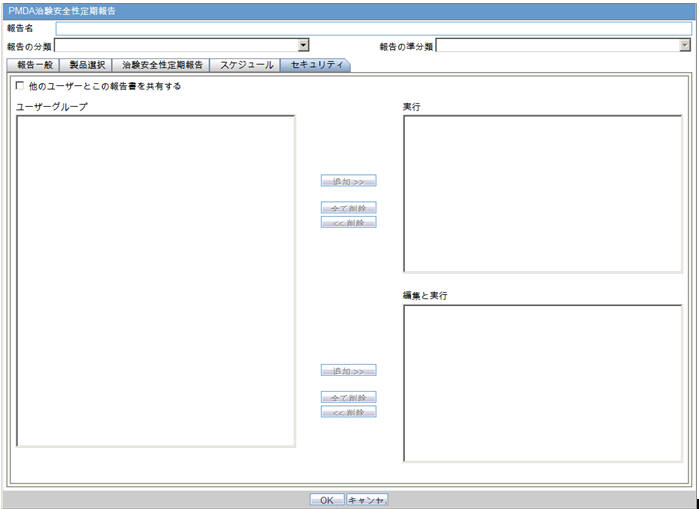 PMDA治験安全性定期報告
報告名
報告の分類 報告の準分類
報告一般 製品選択 治験安全性定期報告 スケジュール セキュリティ
他のユーザーとこの報告書を共有する
ユーザーグループ 実行
追加 >>
全て削除
<< 削除
編集と実行
追加 >>
全て削除
<< 削除
OK キャンセ